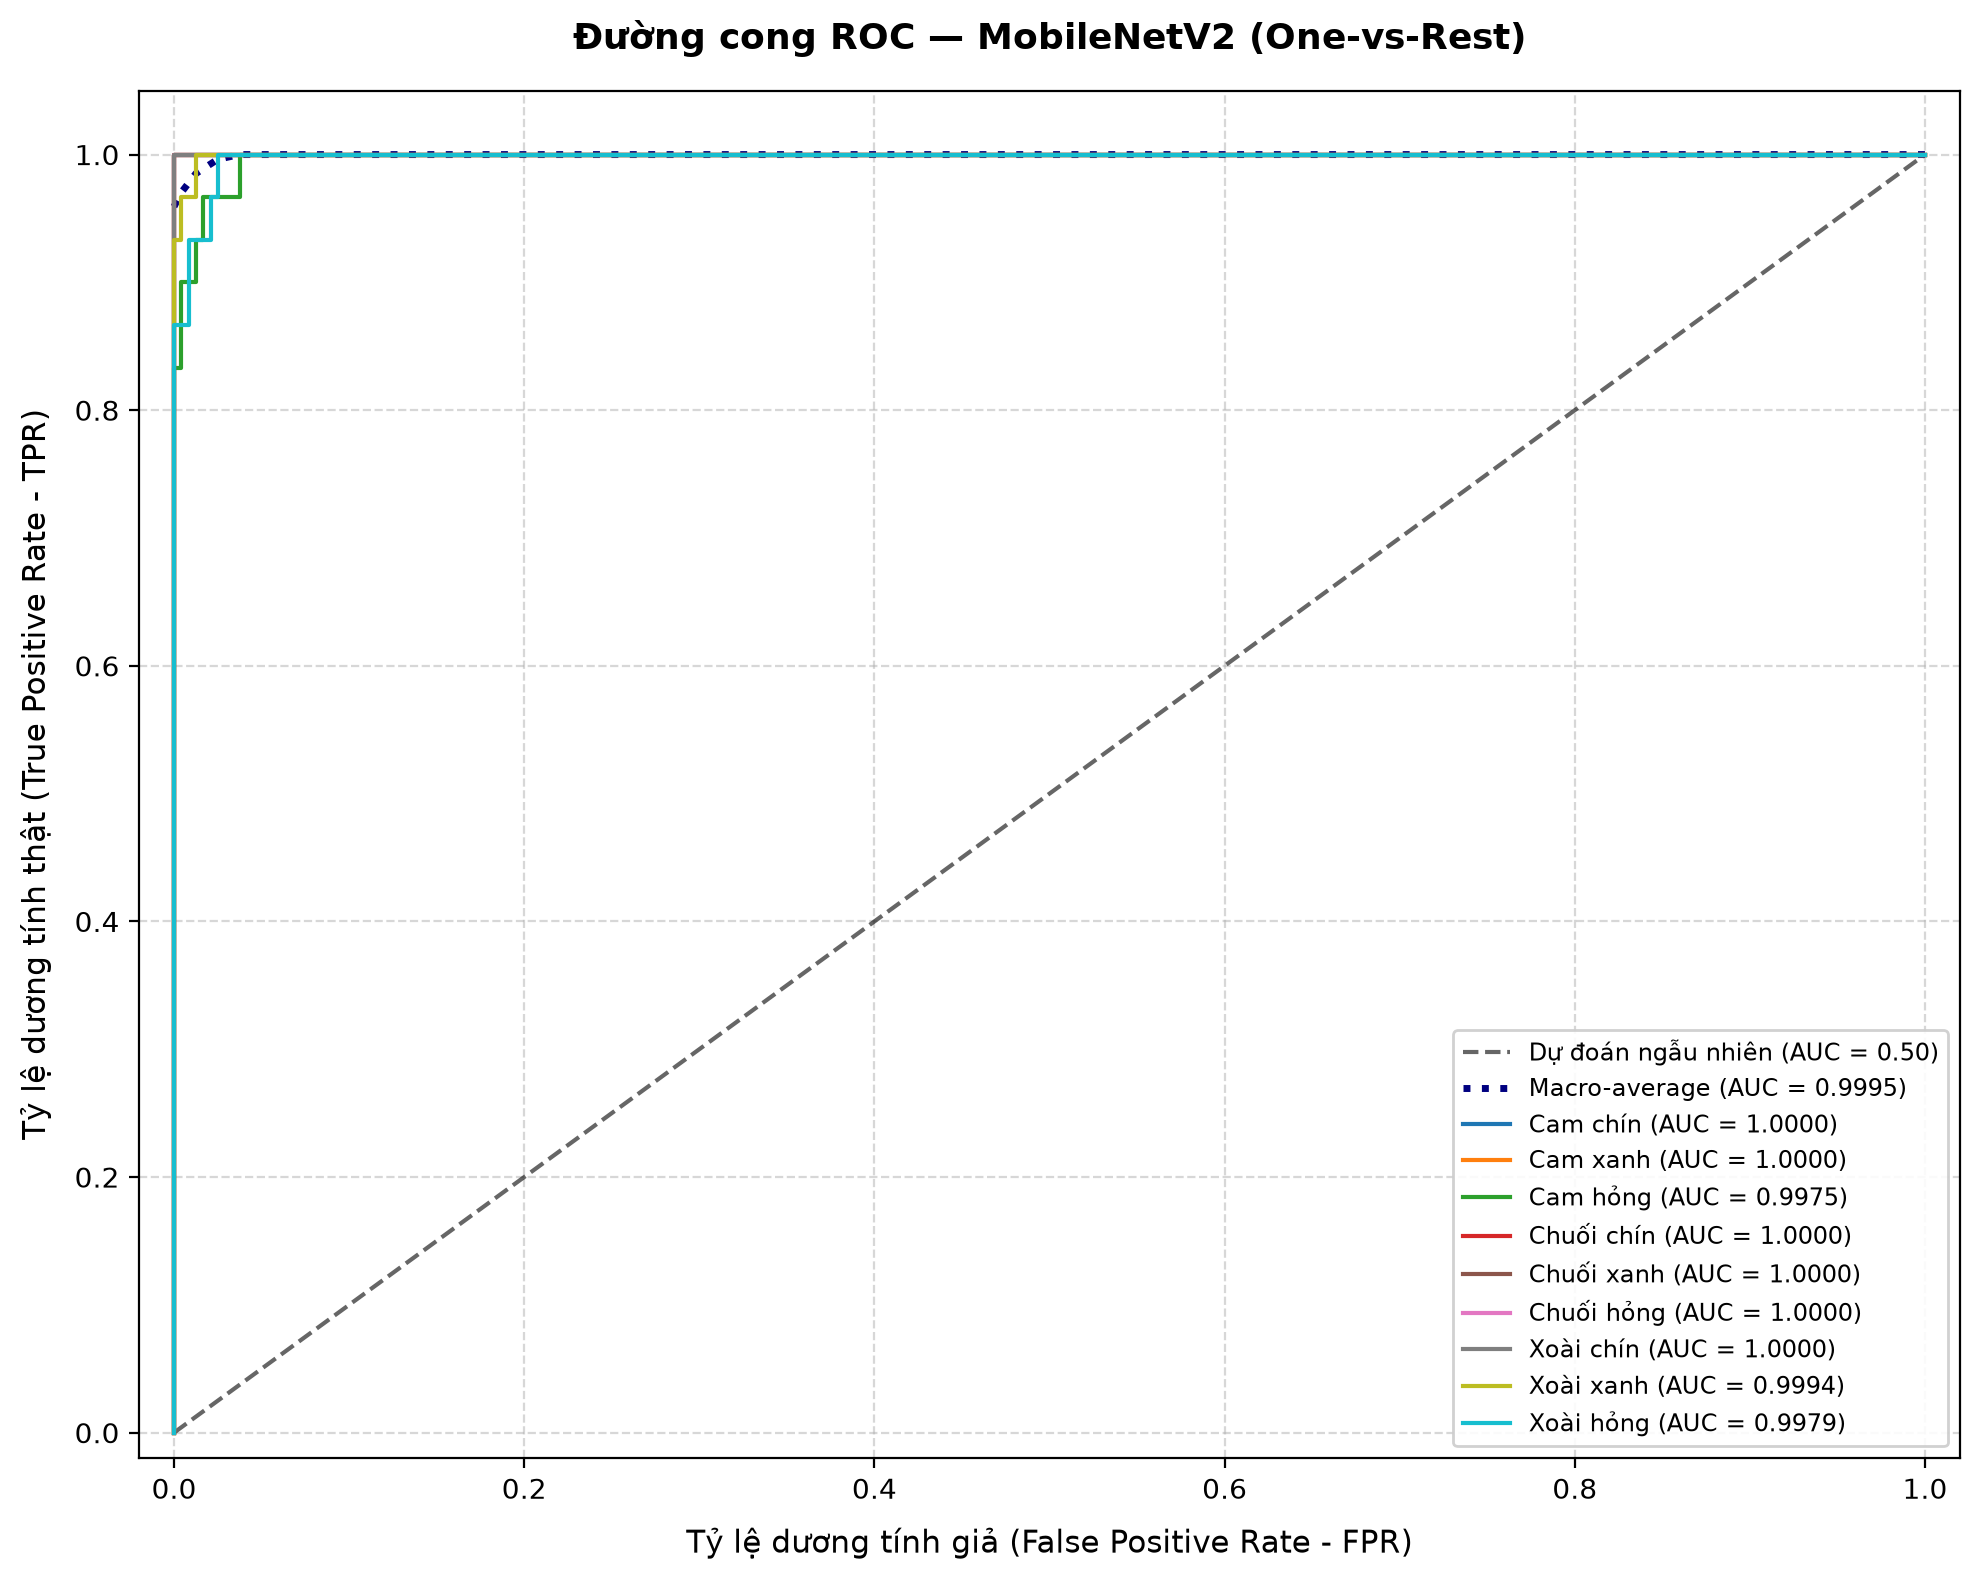 Đường cong ROC — MobileNetV2 (One-vs-Rest)
Tỷ lệ dương tính thật (True Positive Rate - TPR)
1.0
0.8
0.6
0.4
0.2
0.0
0.0 0.2 0.4 0.6 0.8 1.0
Tỷ lệ dương tính giả (False Positive Rate - FPR)
Dự đoán ngẫu nhiên (AUC = 0.50)
Macro-average (AUC = 0.9995)
Cam chín (AUC = 1.0000)
Cam xanh (AUC = 1.0000)
Cam hỏng (AUC = 0.9975)
Chuối chín (AUC = 1.0000)
Chuối xanh (AUC = 1.0000)
Chuối hỏng (AUC = 1.0000)
Xoài chín (AUC = 1.0000)
Xoài xanh (AUC = 0.9994)
Xoài hỏng (AUC = 0.9979)